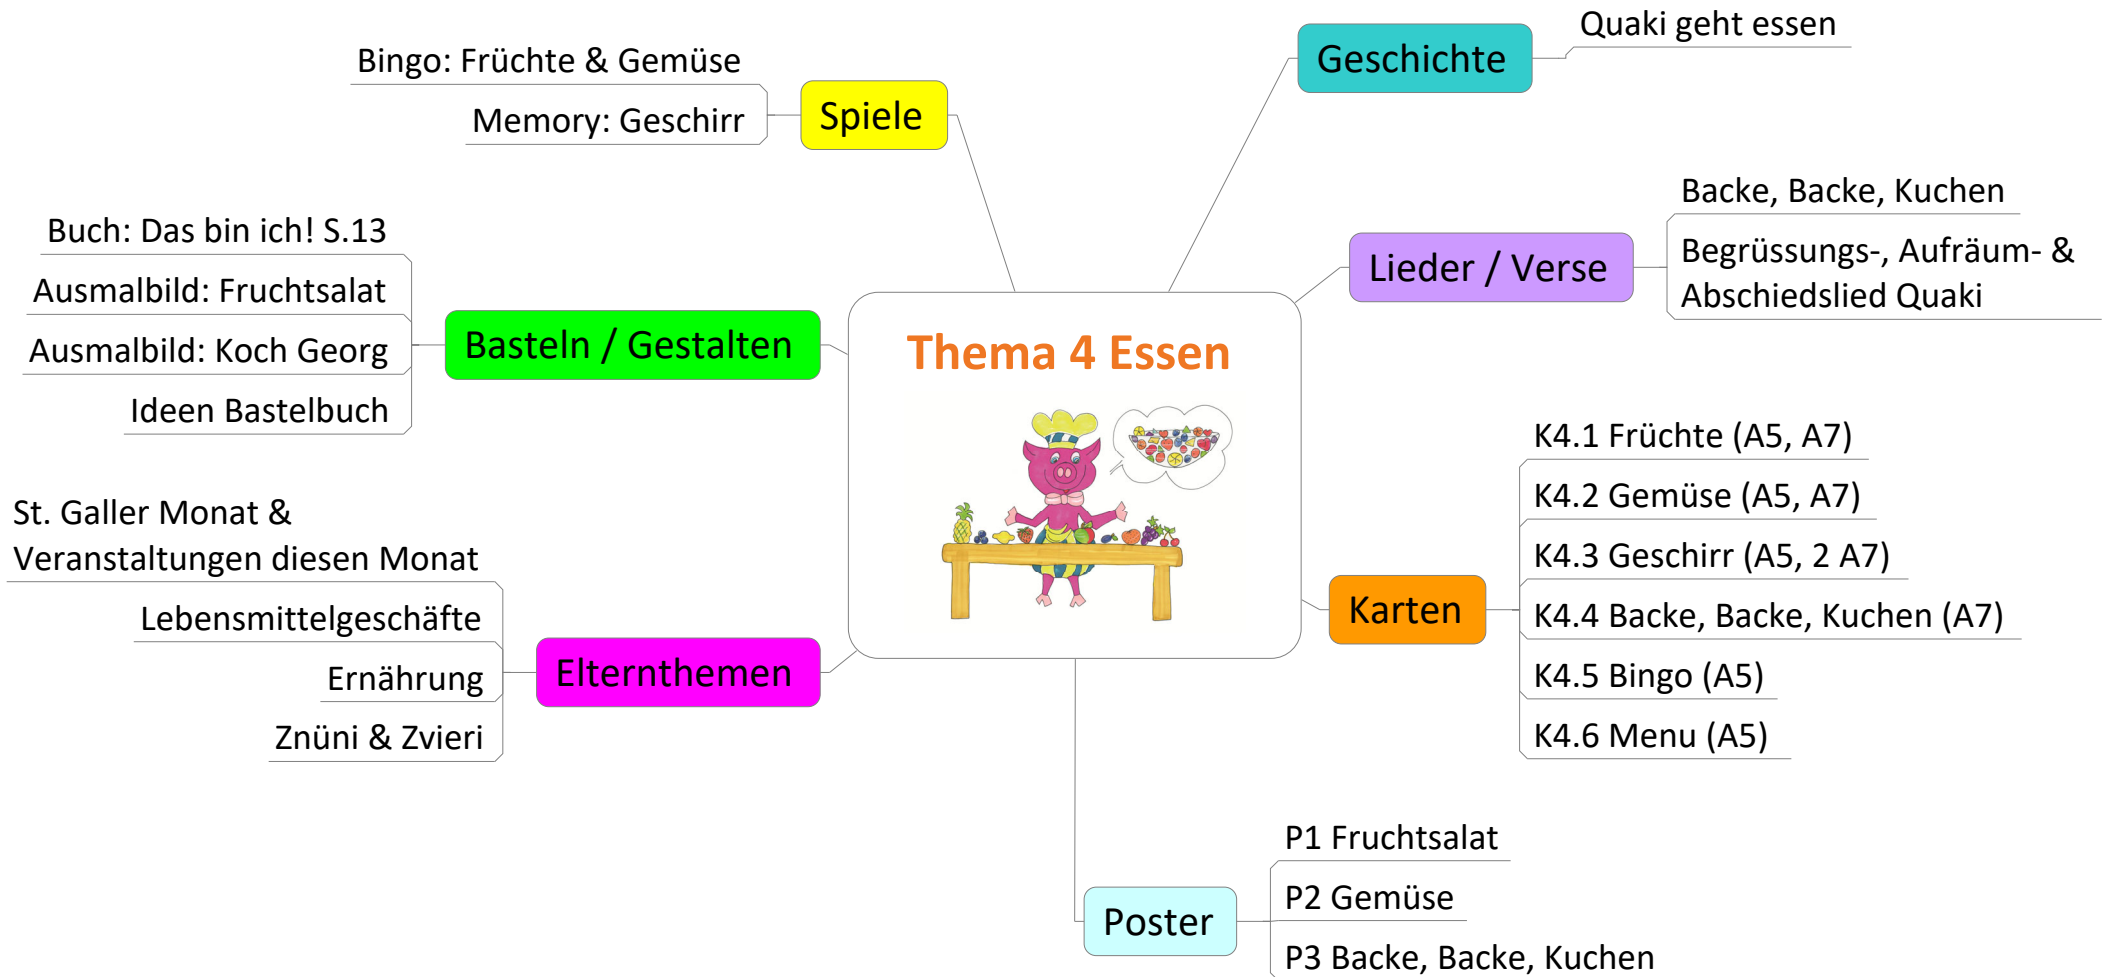 Thema 4 Essen
Geschichte
Quaki geht essen
Lieder / Verse
Backe, Backe, Kuchen
Begrüssungs-, Aufräum- &
Abschiedslied Quaki
Karten
K4.1 Früchte (A5, A7)
K4.2 Gemüse (A5, A7)
K4.3 Geschirr (A5, 2 A7)
K4.4 Backe, Backe, Kuchen (A7)
K4.5 Bingo (A5)
K4.6 Menu (A5)
Poster
P1 Fruchtsalat
P2 Gemüse
P3 Backe, Backe, Kuchen
Spiele
Bingo: Früchte & Gemüse
Memory: Geschirr
Basteln / Gestalten
Buch: Das bin ich! S.13
Ausmalbild: Fruchtsalat
Ausmalbild: Koch Georg
Ideen Bastelbuch
Elternthemen
St. Galler Monat &
Veranstaltungen diesen Monat
Lebensmittelgeschäfte
Ernährung
Znüni & Zvieri